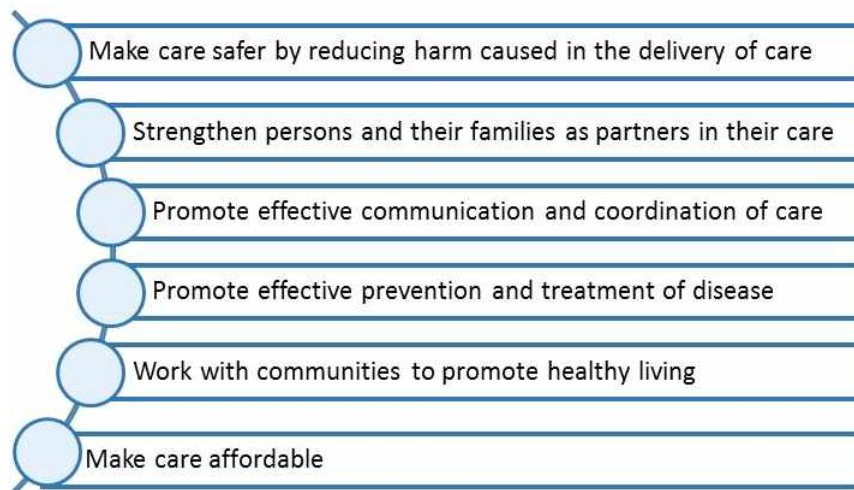 Make care safer by reducing harm caused in the delivery of care
Strengthen persons and their families as partners in their care
Promote effective communication and coordination of care
Promote effective prevention and treatment of disease
Work with communities to promote healthy living
Make care affordable